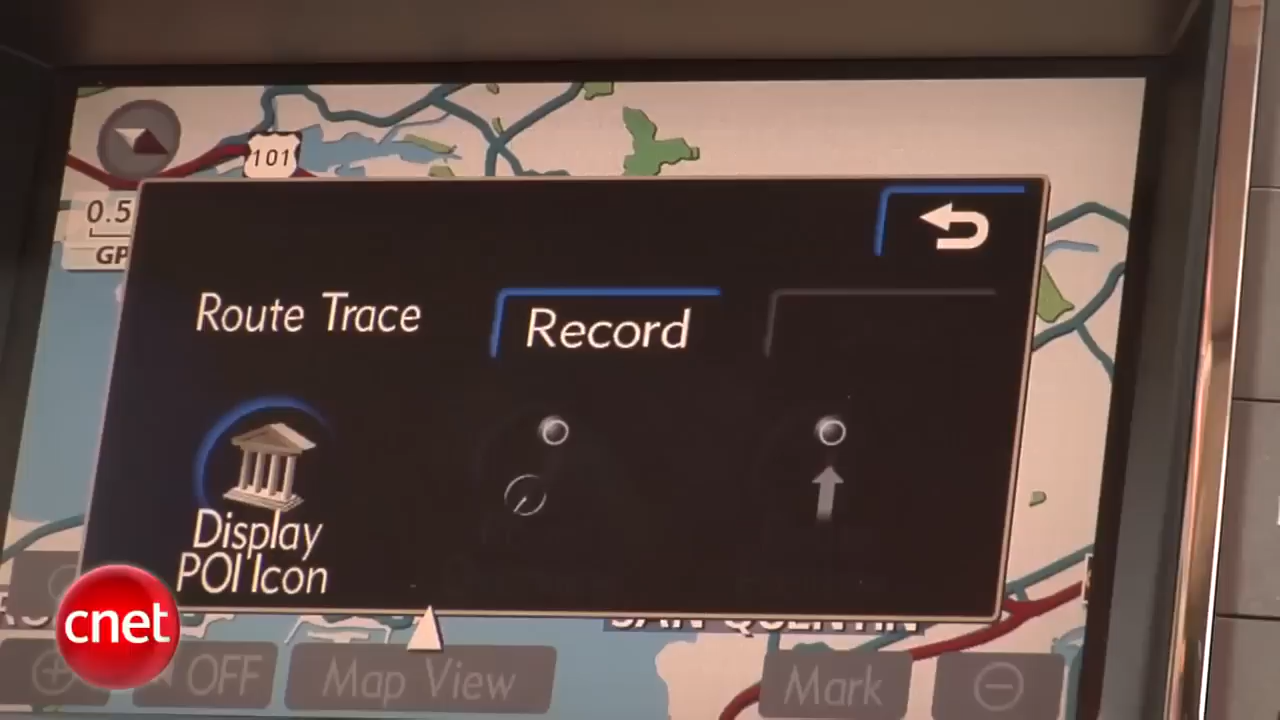 101
0.5
GP
Route Trace
Record
Display
POI Icon
SAN QUENTIN
cnet
OFF
Map View
Mark